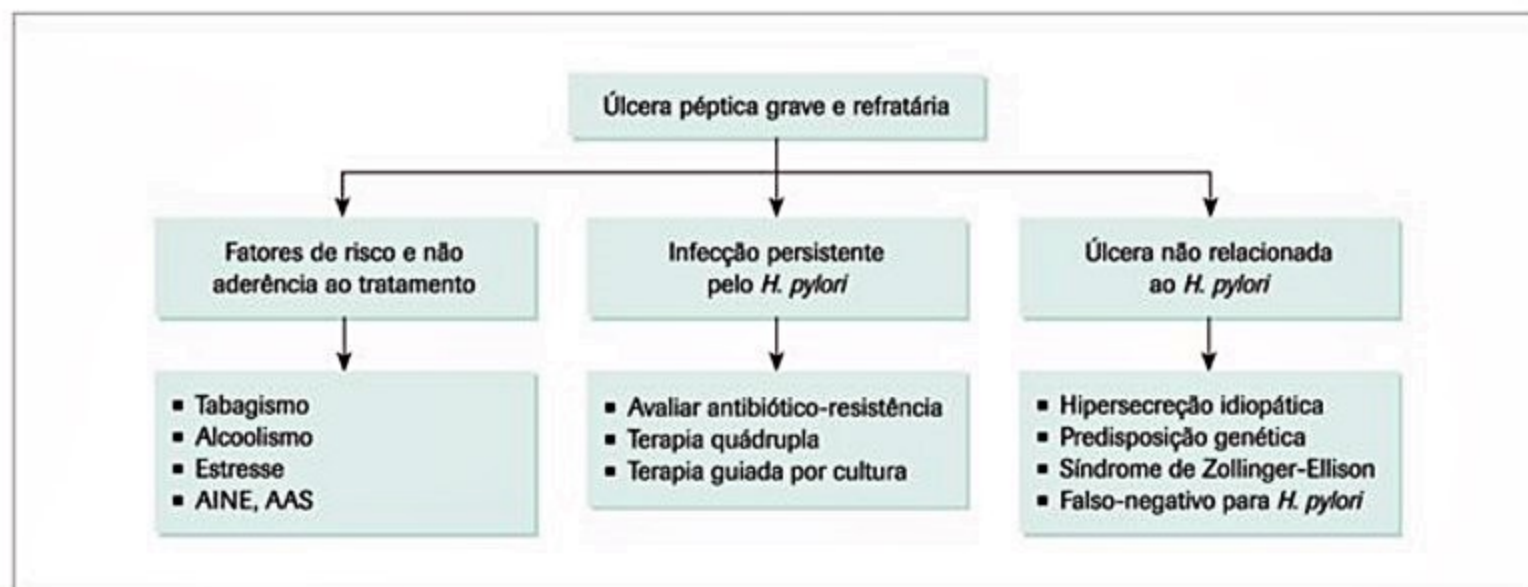 Úlcera péptica grave e refratária
Fatores de risco e não
aderência ao tratamento
Infecção persistente
pelo H. pylori
Úlcera não relacionada
ao H. pylori
▪ Tabagismo
▪ Alcoolismo
▪ Estresse
▪ AINE, AAS
▪ Avaliar antibiótico-resistência
▪ Terapia quádrupla
▪ Terapia guiada por cultura
▪ Hipersecreção idiopática
▪ Predisposição genética
▪ Síndrome de Zollinger-Ellison
▪ Falso-negativo para H. pylori